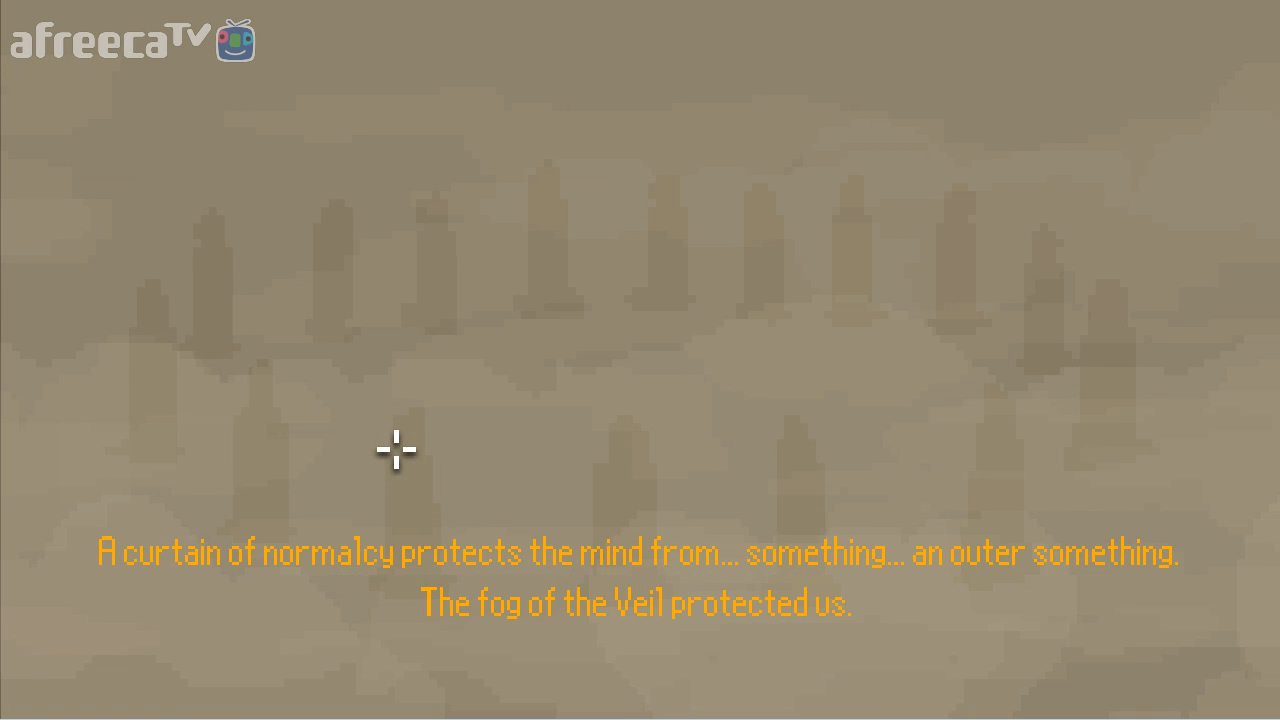 afreecaTV
A curtain of normalcy protects the mind from... something... an outer something.
The fog of the Veil protected us.